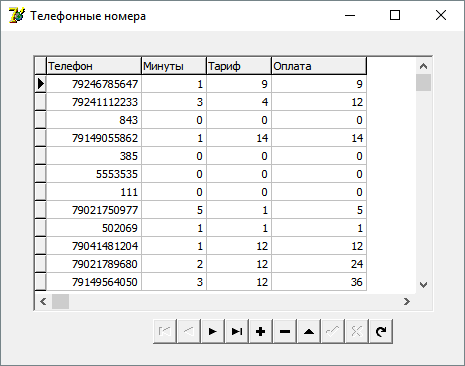 Телефонные номера
Телефон Минуты Тариф Оплата
79246785647 1 9 9
79241112233 3 4 12
843 0 0 0
79149055862 1 14 14
385 0 0 0
5553535 0 0 0
111 0 0 0
79021750977 5 1 5
502069 1 1 1
79041481204 1 12 12
79021789680 2 12 24
79149564050 3 12 36